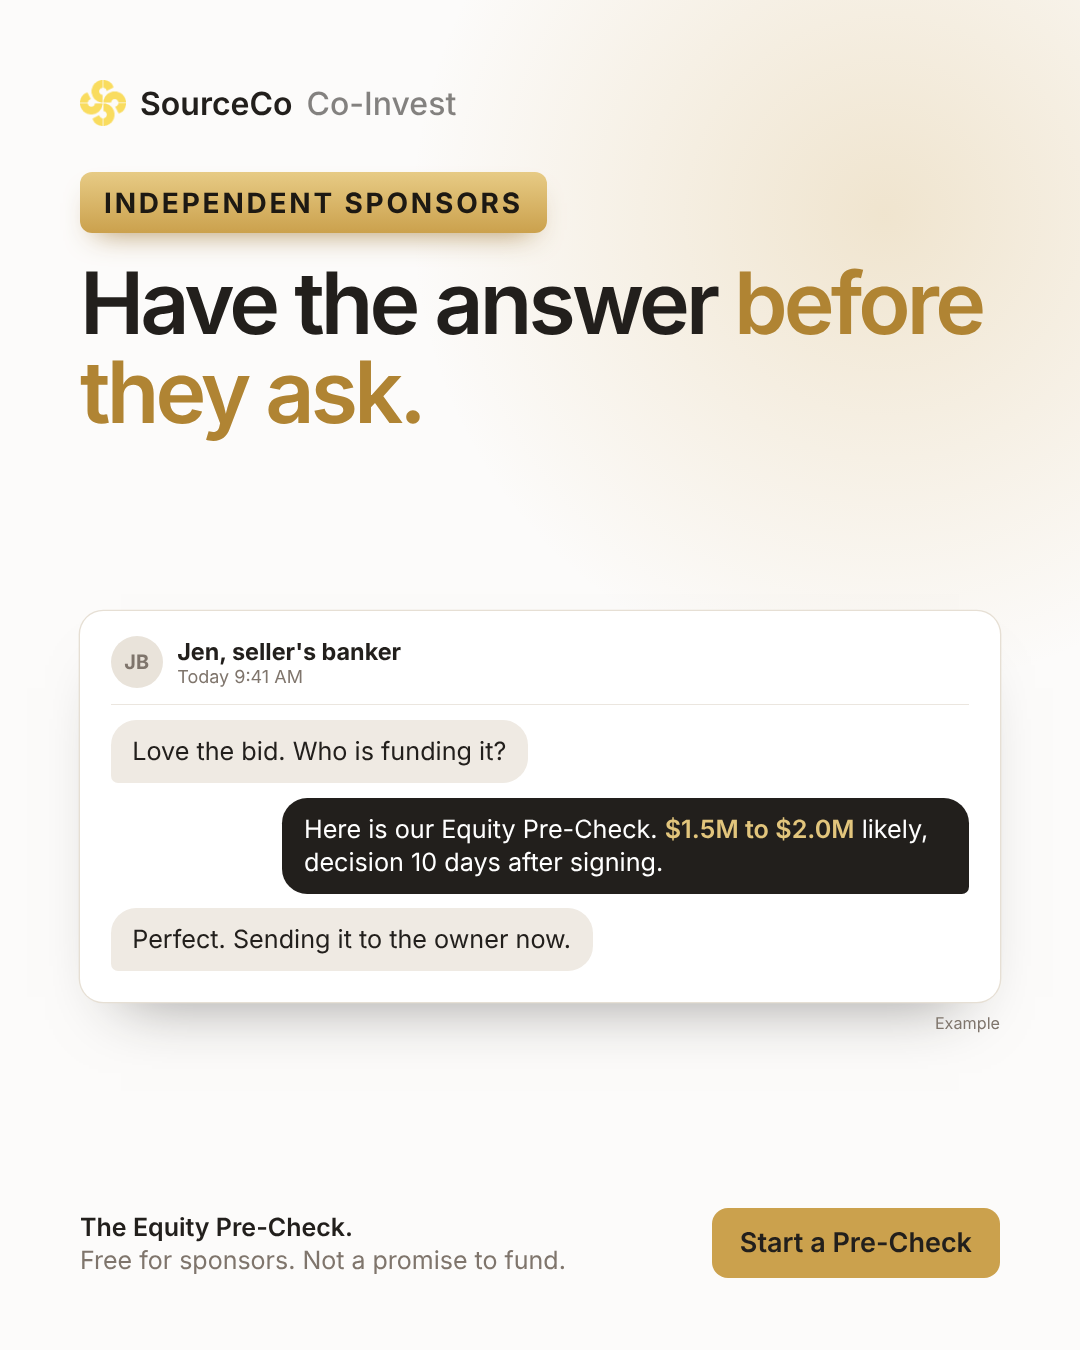 SourceCo Co-Invest
INDEPENDENT SPONSORS
Have the answer before
they ask.
JB
Jen, seller's banker
Today 9:41 AM
Love the bid. Who is funding it?
Here is our Equity Pre-Check. $1.5M to $2.0M likely,
decision 10 days after signing.
Perfect. Sending it to the owner now.
Example
The Equity Pre-Check.
Free for sponsors. Not a promise to fund.
Start a Pre-Check